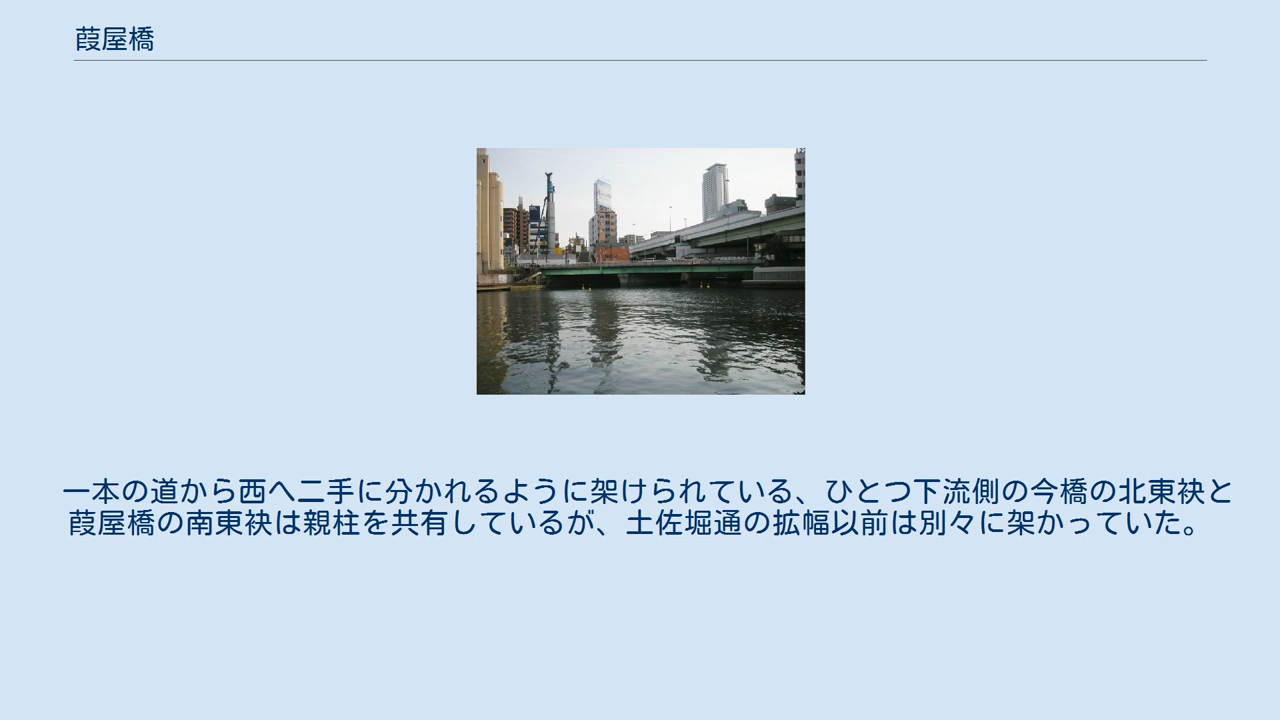 葭屋橋
一本の道から西へ二手に分かれるように架けられている、ひとつ下流側の今橋の北東袂と
葭屋橋の南東袂は親柱を共有しているが、土佐堀通の拡幅以前は別々に架かっていた。